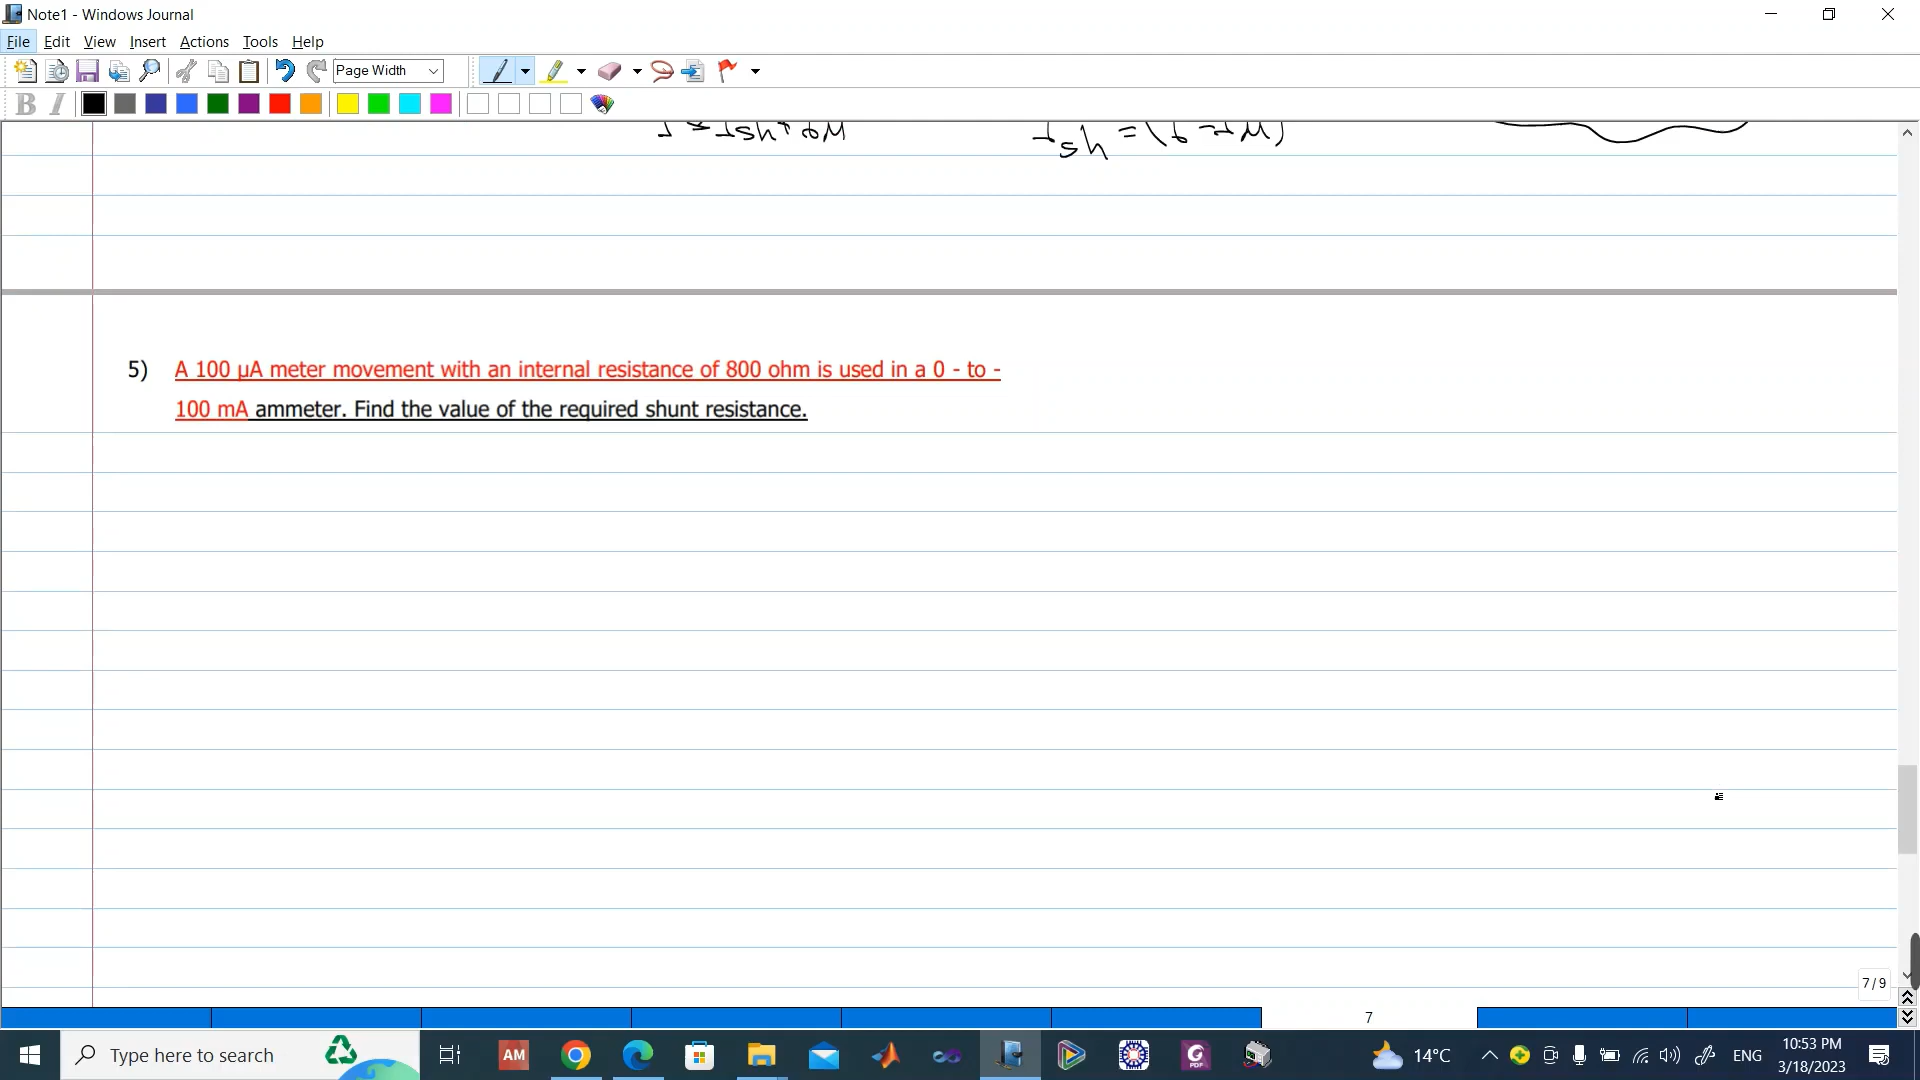 Note1 - Windows Journal
File Edit View Insert Actions Tools Help
Page Width
B I
5) A 100 µA meter movement with an internal resistance of 800 ohm is used in a 0 - to -
100 mA ammeter. Find the value of the required shunt resistance.
7 / 9
7
Type here to search
AM
PDF
14°C
ENG
10:53 PM
3/18/2023